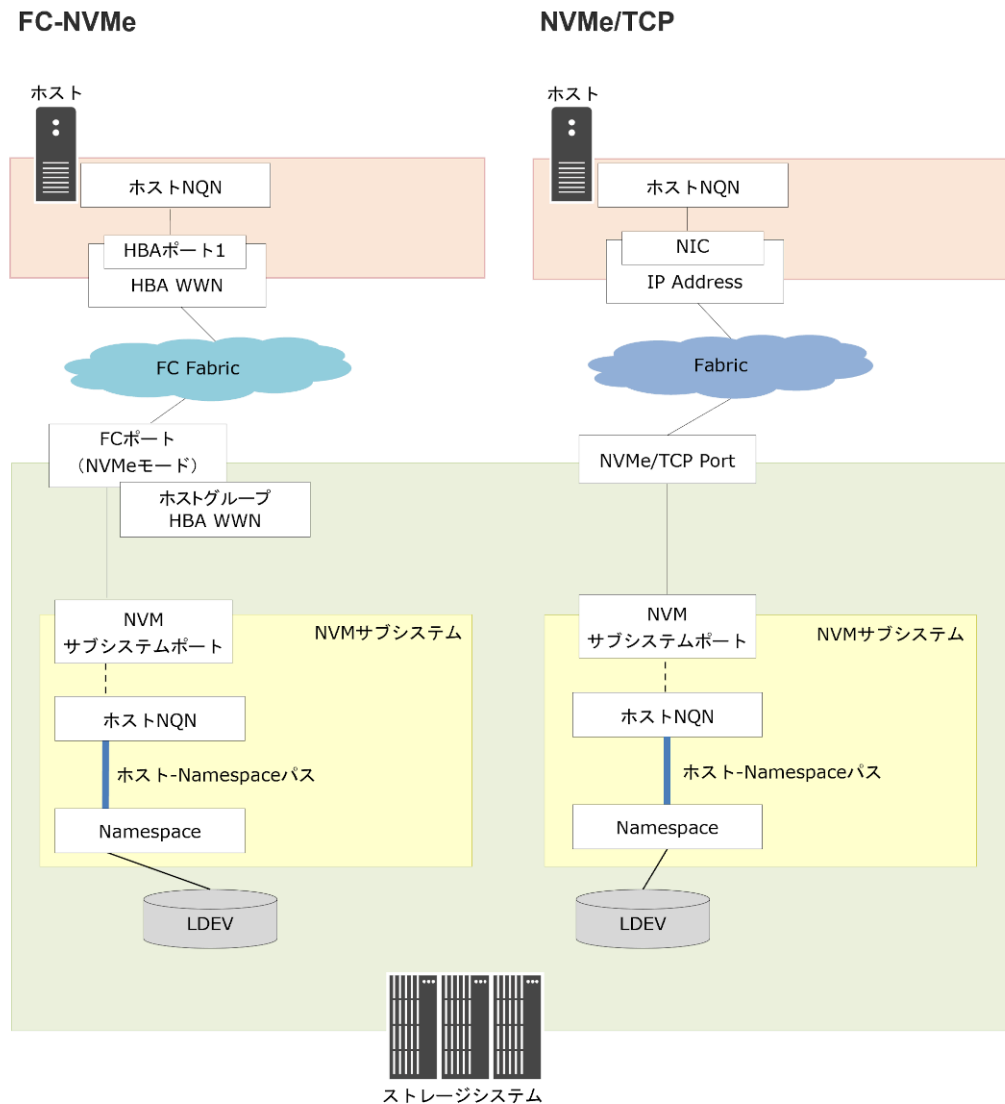 FC-NVMe
ホスト
ホストNQN
HBAポート1
HBA WWN
FC Fabric
FCポート
（NVMeモード）
ホストグループ
HBA WWN
NVM
サブシステムポート
NVMサブシステム
ホストNQN
ホスト-Namespaceパス
Namespace
LDEV
NVMe/TCP
ホスト
ホストNQN
NIC
IP Address
Fabric
NVMe/TCP Port
NVM
サブシステムポート
NVMサブシステム
ホストNQN
ホスト-Namespaceパス
Namespace
LDEV
ストレージシステム